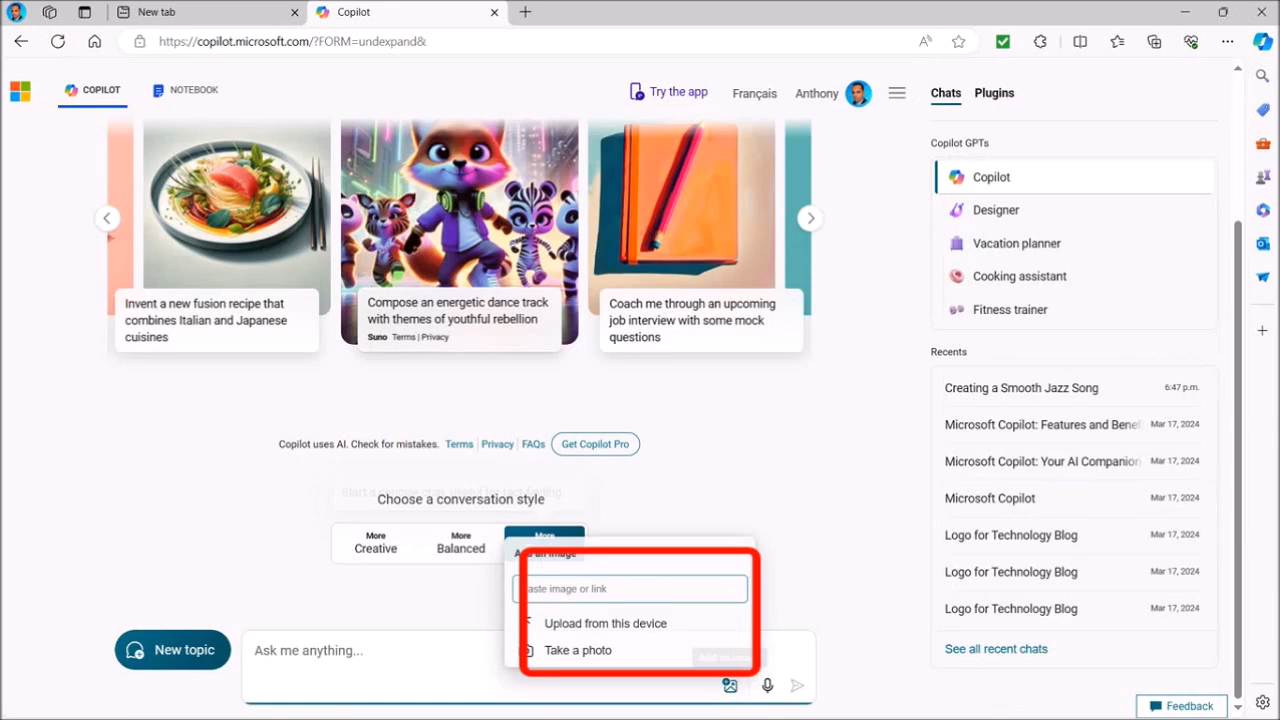 New tab
Copilot
https://copilot.microsoft.com/?FORM=undexpand&
COPILOT
NOTEBOOK
Try the app
Français
Anthony
Invent a new fusion recipe that
combines Italian and Japanese
cuisines
Compose an energetic dance track
with themes of youthful rebellion
Suno Terms | Privacy
Coach me through an upcoming
job interview with some mock
questions
Copilot uses AI. Check for mistakes. Terms Privacy FAQs Get Copilot Pro
Choose a conversation style
More
Creative
More
Balanced
More
Add an image
aste image or link
Upload from this device
Take a photo
New topic
Ask me anything...
Chats
Plugins
Copilot GPTs
Copilot
Designer
Vacation planner
Cooking assistant
Fitness trainer
Recents
Creating a Smooth Jazz Song 6:47 p.m.
Microsoft Copilot: Features and Benef Mar 17, 2024
Microsoft Copilot: Your AI Companion Mar 17, 2024
Microsoft Copilot Mar 17, 2024
Logo for Technology Blog Mar 17, 2024
Logo for Technology Blog Mar 17, 2024
Logo for Technology Blog Mar 17, 2024
See all recent chats
Feedback